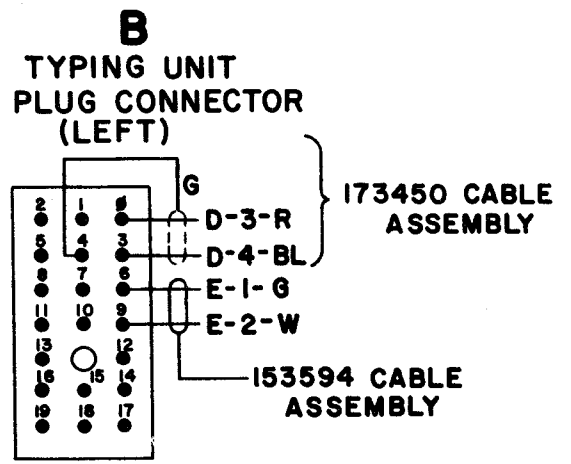 B
TYPING UNIT
PLUG CONNECTOR
(LEFT)
G
2 1 0
D-3-R
173450 CABLE
ASSEMBLY
5 4 3
D-4-BL
8 7 6
E-1-G
11 10 9
E-2-W
13 12
16 15 14
153594 CABLE
ASSEMBLY
19 18 17